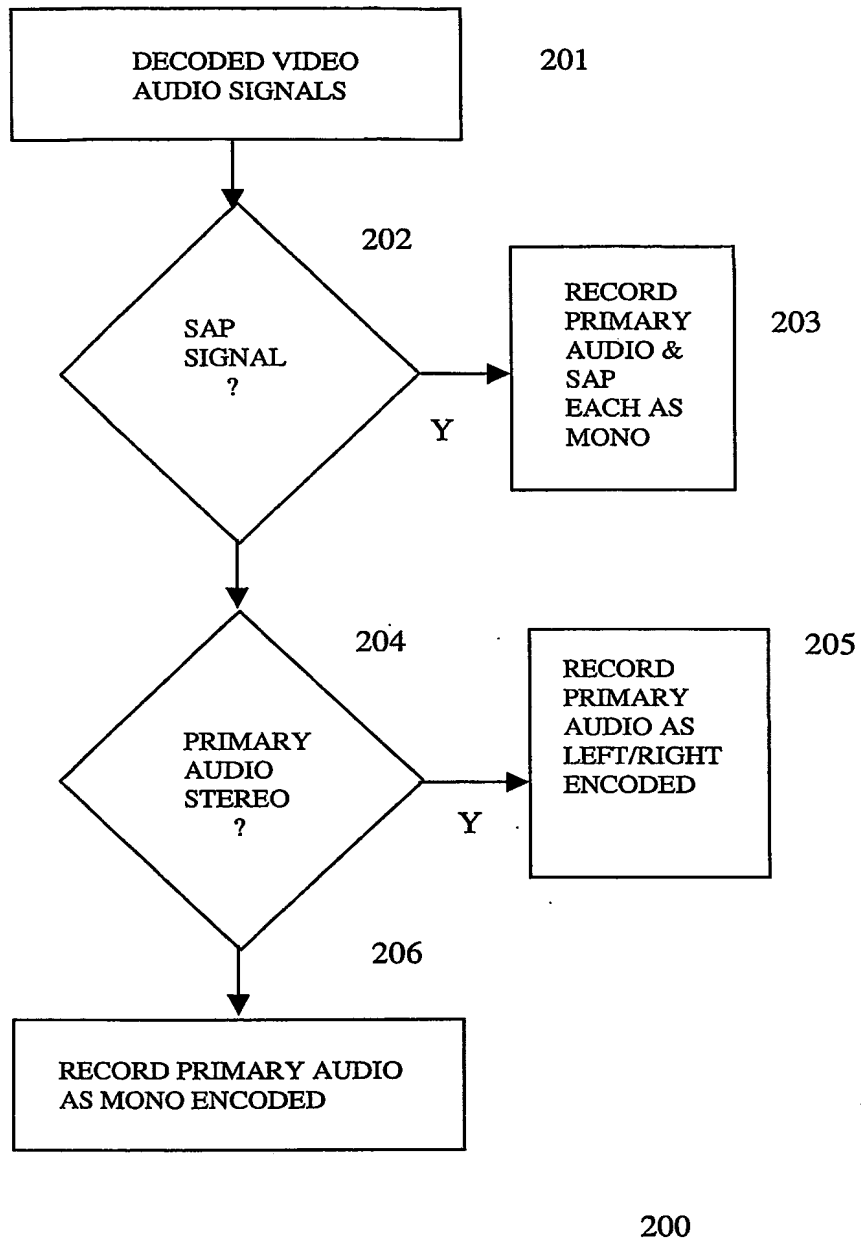 DECODED VIDEO
AUDIO SIGNALS
201
202
SAP
SIGNAL
?
Y
RECORD
PRIMARY
AUDIO &
SAP
EACH AS
MONO
203
204
PRIMARY
AUDIO
STEREO
?
Y
RECORD
PRIMARY
AUDIO AS
LEFT/RIGHT
ENCODED
205
206
RECORD PRIMARY AUDIO
AS MONO ENCODED
200